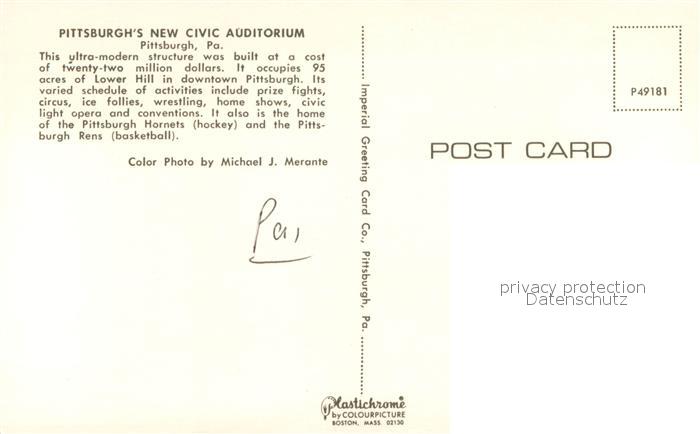 PITTSBURGH'S NEW CIVIC AUDITORIUM
Pittsburgh, Pa.
This ultra-modern structure was built at a cost
of twenty-two million dollars. It occupies 95
acres of Lower Hill in downtown Pittsburgh. Its
varied schedule of activities include prize fights,
circus, ice follies, wrestling, home shows, civic
light opera and conventions. It also is the home
of the Pittsburgh Hornets (hockey) and the Pitts-
burgh Rens (basketball).
Color Photo by Michael J. Merante
Pa,
Imperial Greeting Card Co., Pittsburgh, Pa.
Plastichrome
by COLOURPICTURE
BOSTON, MASS. 02130
P49181
POST CARD
privacy protection
Datenschutz